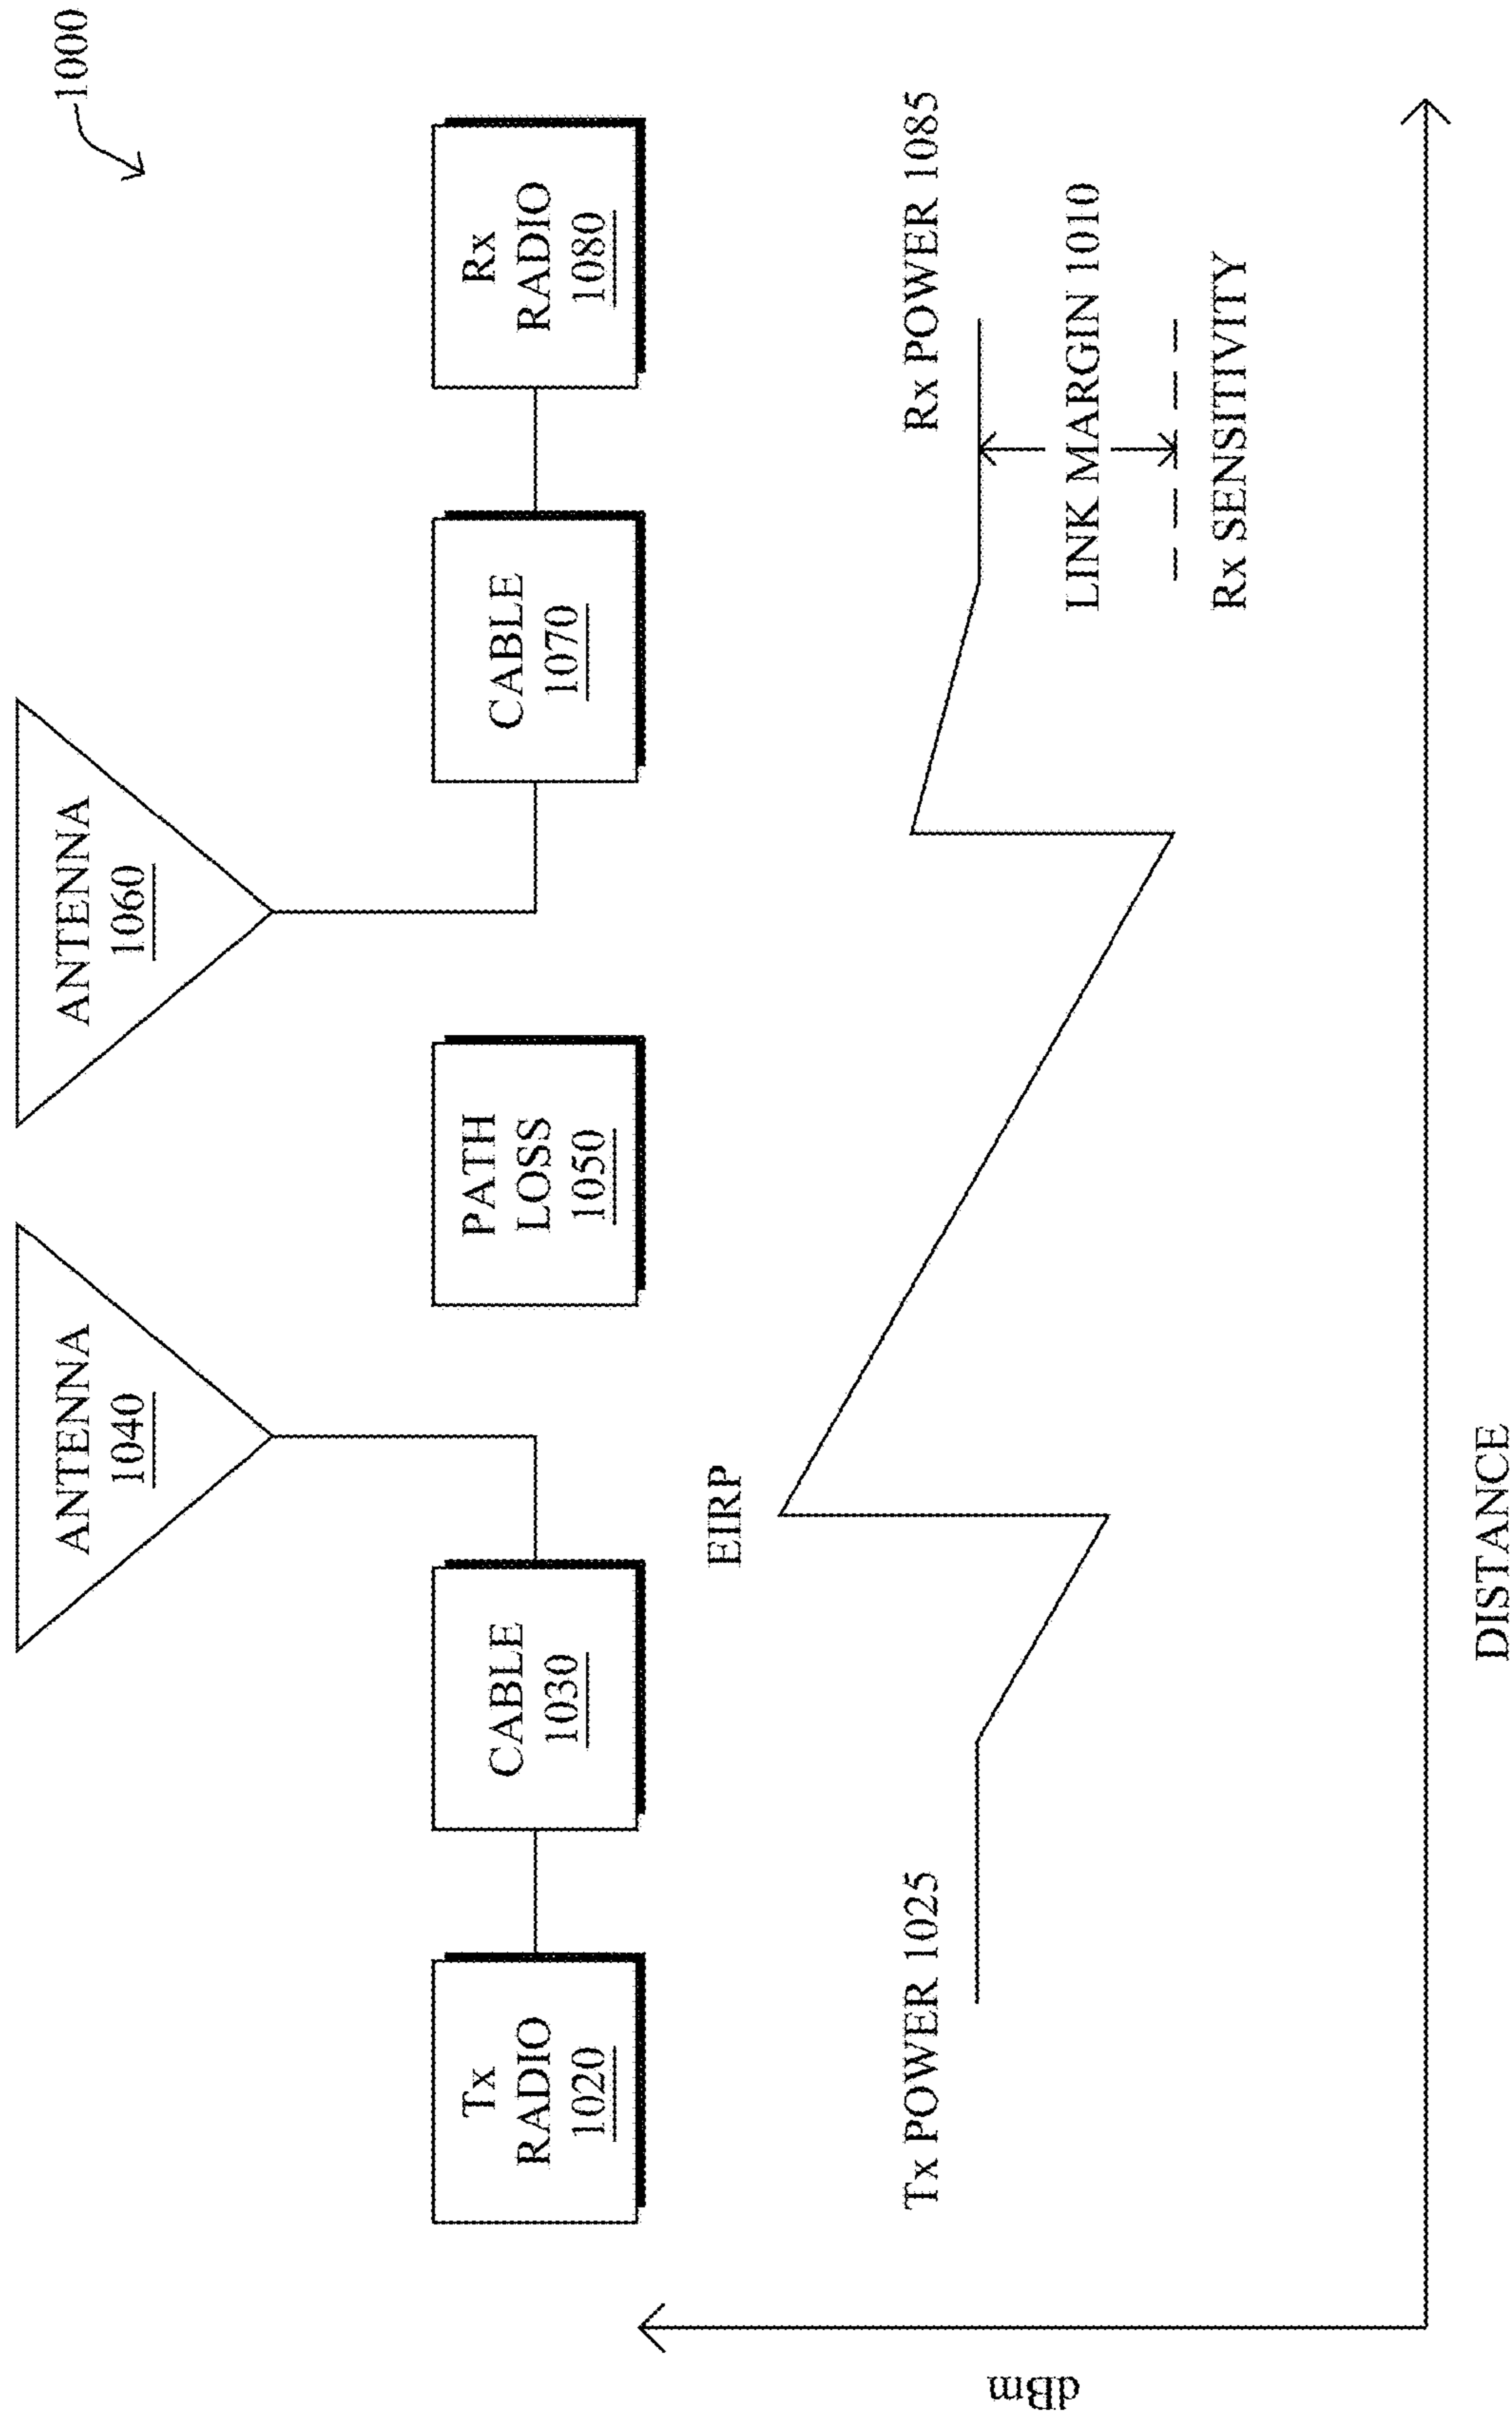 1000
ANTENNA
1040
ANTENNA
1060
Tx
RADIO
1020
CABLE
1030
PATH
LOSS
1050
CABLE
1070
Rx
RADIO
1080
EIRP
Tx POWER 1025
Rx POWER 1085
LINK MARGIN 1010
Rx SENSITIVITY
dBm
DISTANCE